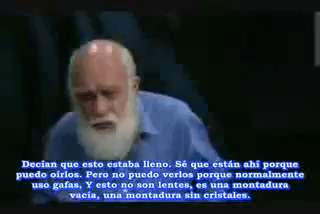 Decían que esto estaba lleno. Sé que están ahí porque
puedo oirlos. Pero no puedo verlos porque normalmente
uso gafas, Y esto no son lentes, es una montadura
vacía, una montadura sin cristales.